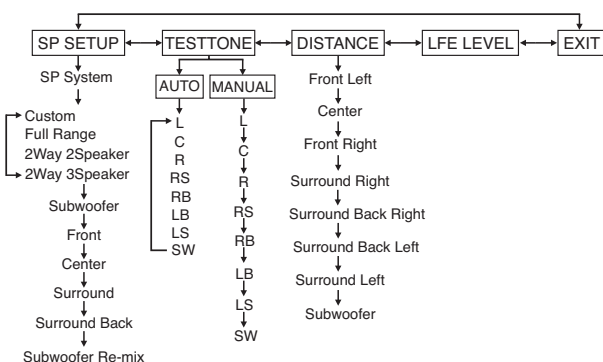 SP SETUP TESTTONE DISTANCE LFE LEVEL EXIT
SP System
Custom
Full Range
2Way 2Speaker
2Way 3Speaker
Subwoofer
Front
Center
Surround
Surround Back
Subwoofer Re-mix
AUTO
L
C
R
RS
RB
LB
LS
SW
MANUAL
L
C
R
RS
RB
LB
LS
SW
Front Left
Center
Front Right
Surround Right
Surround Back Right
Surround Back Left
Surround Left
Subwoofer